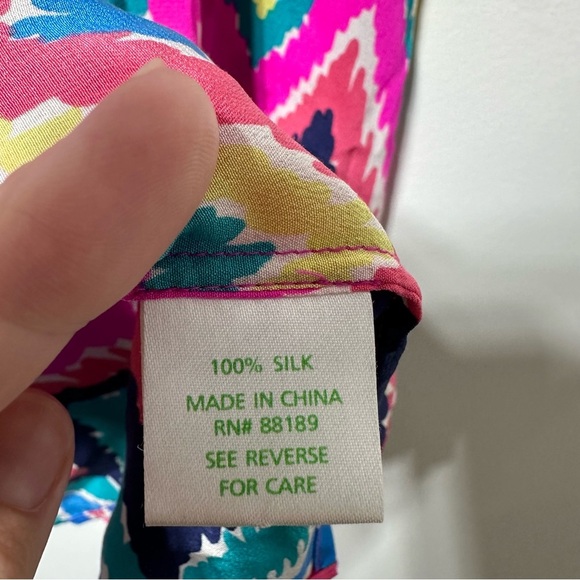 100% SILK
MADE IN CHINA
RN# 88189
SEE REVERSE
FOR CARE